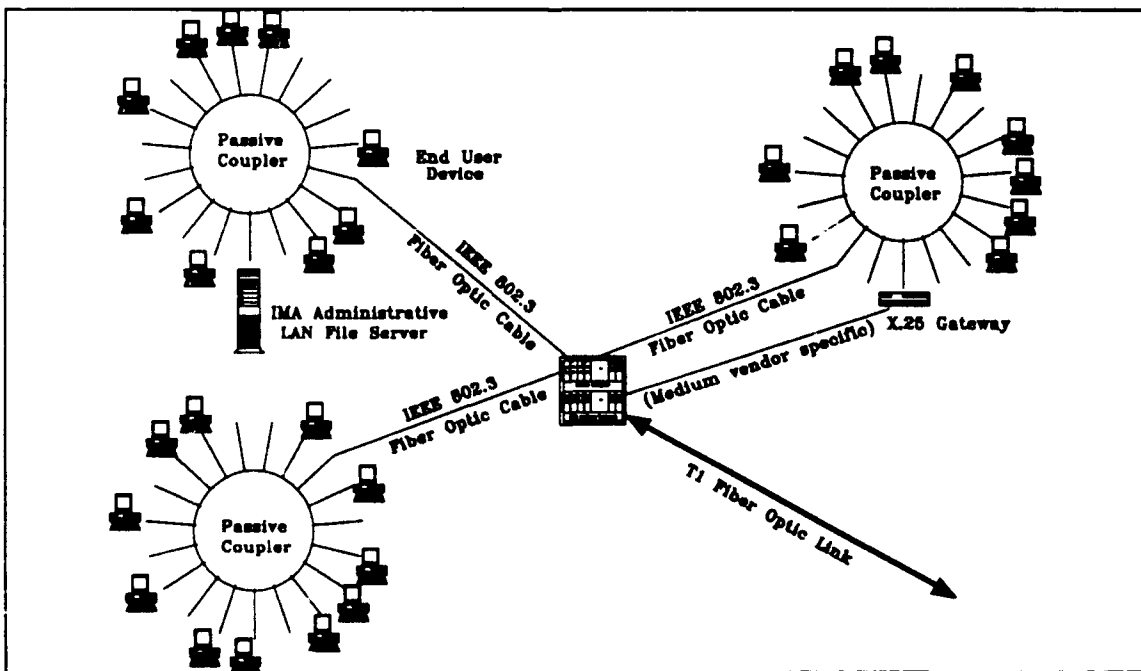 Passive
Coupler
End User
Device
IMA Administrative
LAN File Server
IEEE 802.3
Fiber Optic Cable
Passive
Coupler
IEEE 802.3
Fiber Optic Cable
X.25 Gateway
(Medium vendor specific)
IEEE 802.3
Fiber Optic Cable
T1 Fiber Optic Link
Passive
Coupler